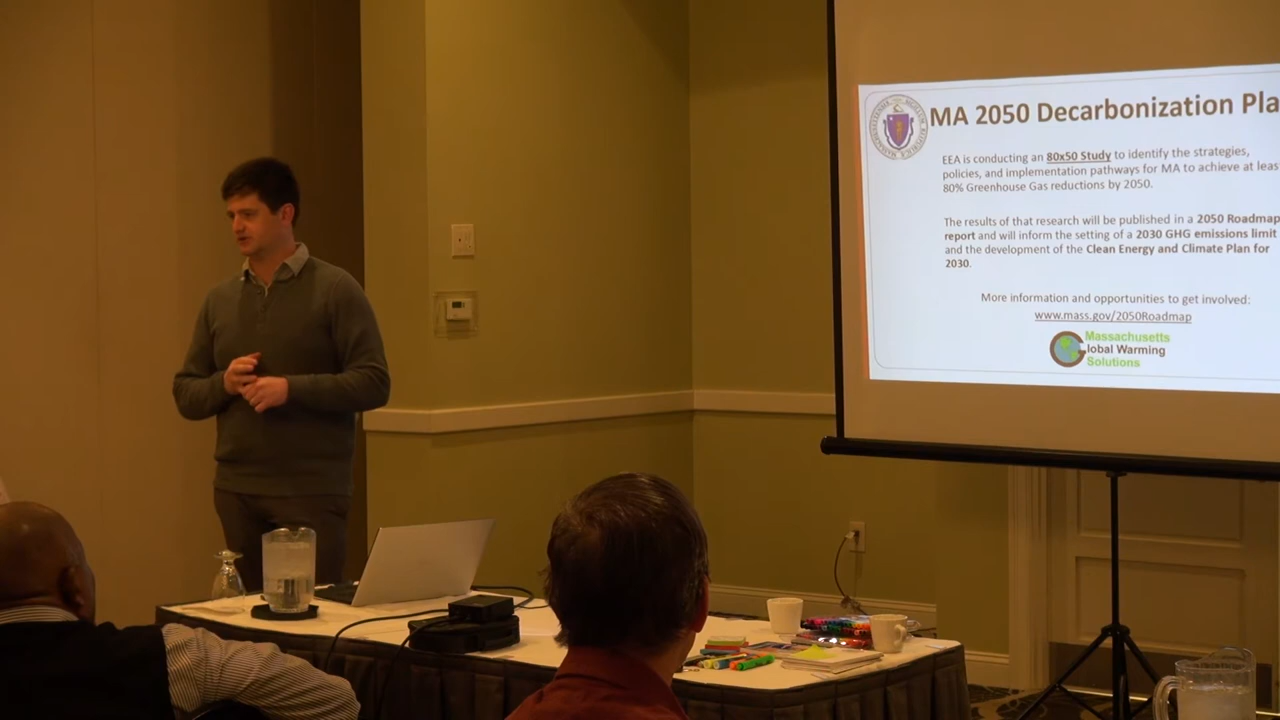 MA 2050 Decarbonization Pla
EEA is conducting an 80x50 Study to identify the strategies,
policies, and implementation pathways for MA to achieve at leas
80% Greenhouse Gas reductions by 2050.
The results of that research will be published in a 2050 Roadmap
report and will inform the setting of a 2030 GHG emissions limit
and the development of the Clean Energy and Climate Plan for
2030.
More information and opportunities to get involved:
www.mass.gov/2050Roadmap
Massachusetts
Global Warming
Solutions